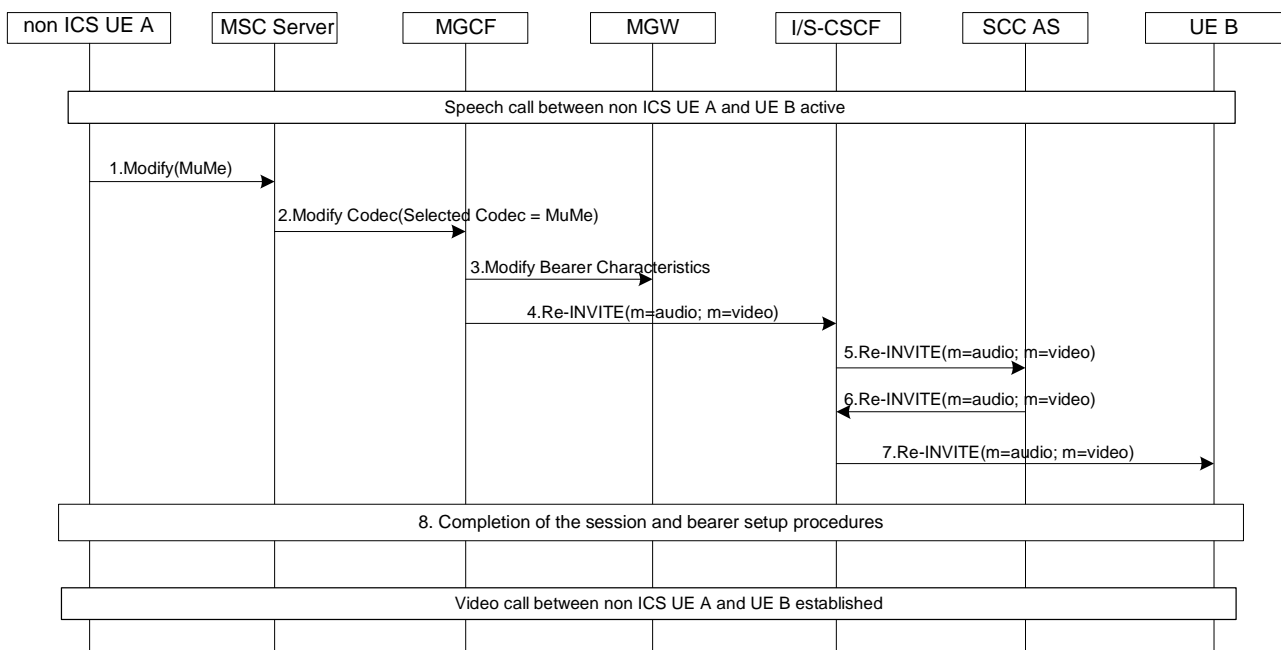 non ICS UE A
MSC Server
MGCF
MGW
I/S-CSCF
SCC AS
UE B
Speech call between non ICS UE A and UE B active
1.Modify(MuMe)
2.Modify Codec(Selected Codec = MuMe)
3.Modify Bearer Characteristics
4.Re-INVITE(m=audio; m=video)
5.Re-INVITE(m=audio; m=video)
6.Re-INVITE(m=audio; m=video)
7.Re-INVITE(m=audio; m=video)
8. Completion of the session and bearer setup procedures
Video call between non ICS UE A and UE B established